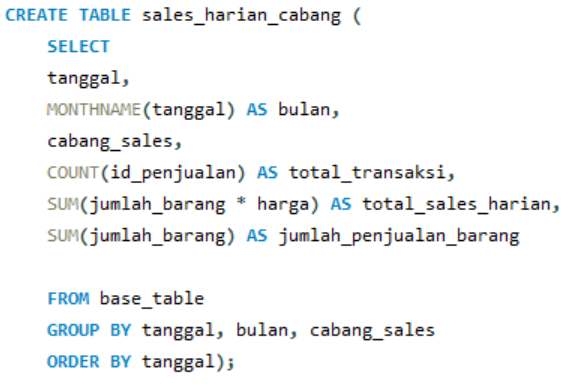 CREATE TABLE sales_harian_cabang (
SELECT
tanggal,
MONTHNAME(tanggal) AS bulan,
cabang_sales,
COUNT(id_penjualan) AS total_transaksi,
SUM(jumlah_barang * harga) AS total_sales_harian,
SUM(jumlah_barang) AS jumlah_penjualan_barang
FROM base_table
GROUP BY tanggal, bulan, cabang_sales
ORDER BY tanggal);